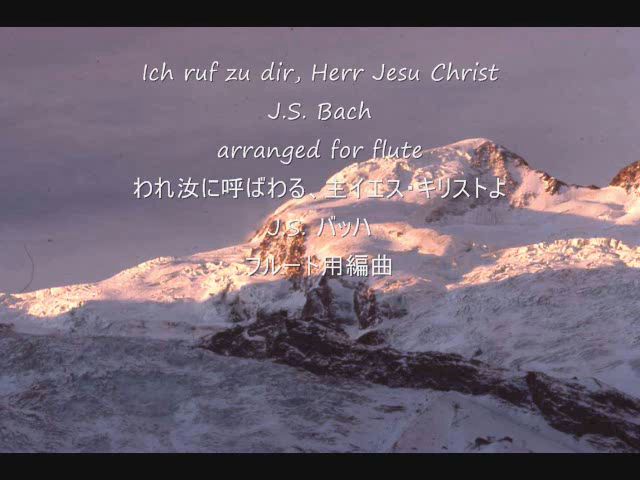 Ich ruf zu dir, Herr Jesu Christ
J.S. Bach
arranged for flute
われ汝に呼ばわる、主イエス・キリストよ
J.S. バッハ
フルート用編曲